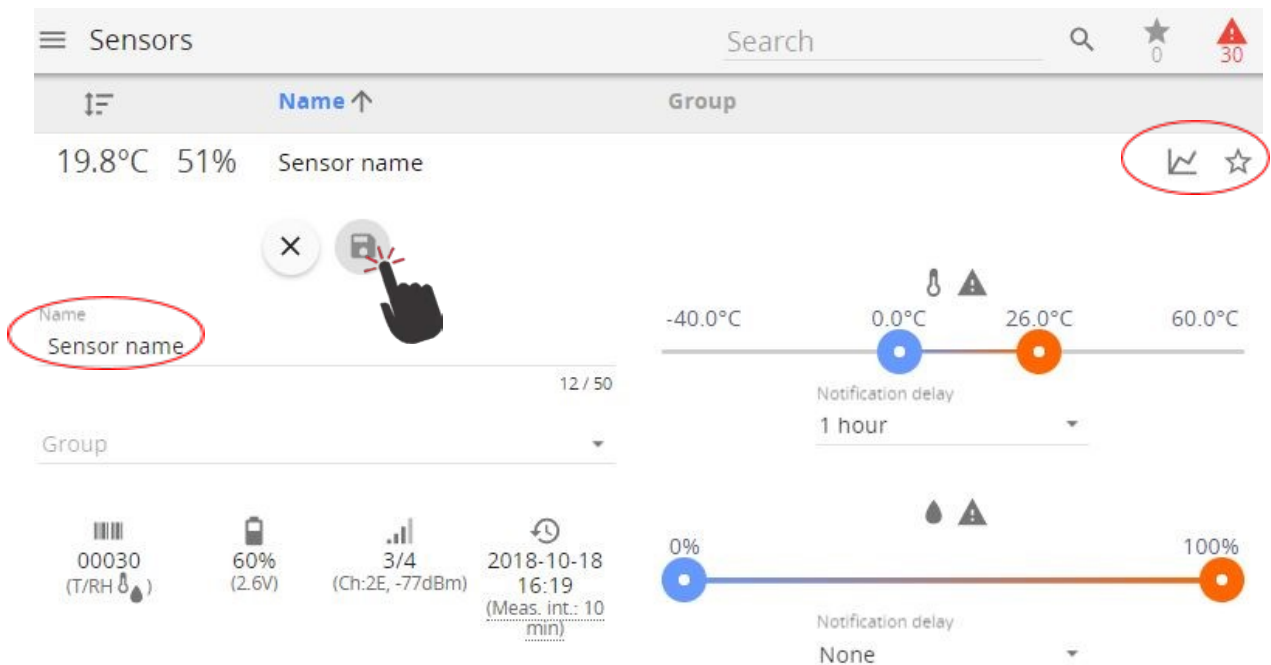 Sensors
Search
0
30
Name
Group
19.8°C 51% Sensor name
Name
Sensor name
12 / 50
Group
00030
(T/RH )
60%
(2.6V)
3/4
(Ch:2E, -77dBm)
2018-10-18
16:19
(Meas. int.: 10
min)
-40.0°C 0.0°C 26.0°C 60.0°C
Notification delay
1 hour
0% 100%
Notification delay
None